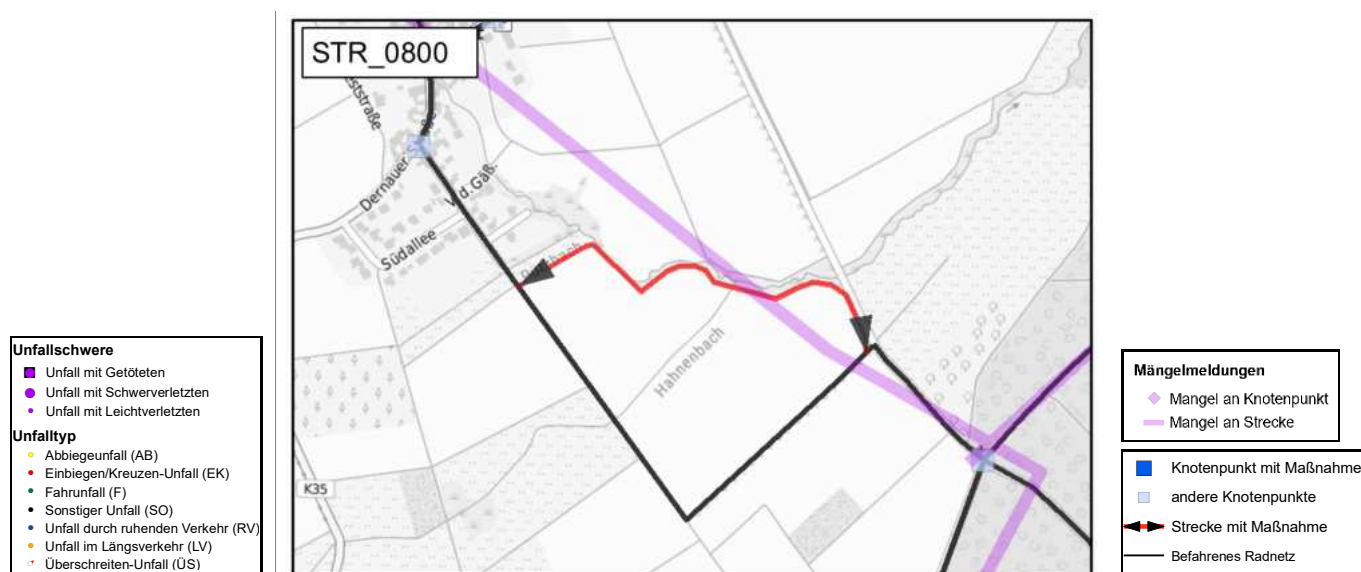 STR_0800
Dernauer
V. d. Gäß.
Südallee
Hahnenbach
K35
Unfallschwere
Unfall mit Getöteten
Unfall mit Schwerverletzten
Unfall mit Leichtverletzten
Unfalltyp
Abbiegeunfall (AB)
Einbiegen/Kreuzen-Unfall (EK)
Fahrunfall (F)
Sonstiger Unfall (SO)
Unfall durch ruhenden Verkehr (RV)
Unfall im Längsverkehr (LV)
Überschreiten-Unfall (ÜS)
Mängelmeldungen
Mangel an Knotenpunkt
Mangel an Strecke
Knotenpunkt mit Maßnahme
andere Knotenpunkte
Strecke mit Maßnahme
Befahrenes Radnetz